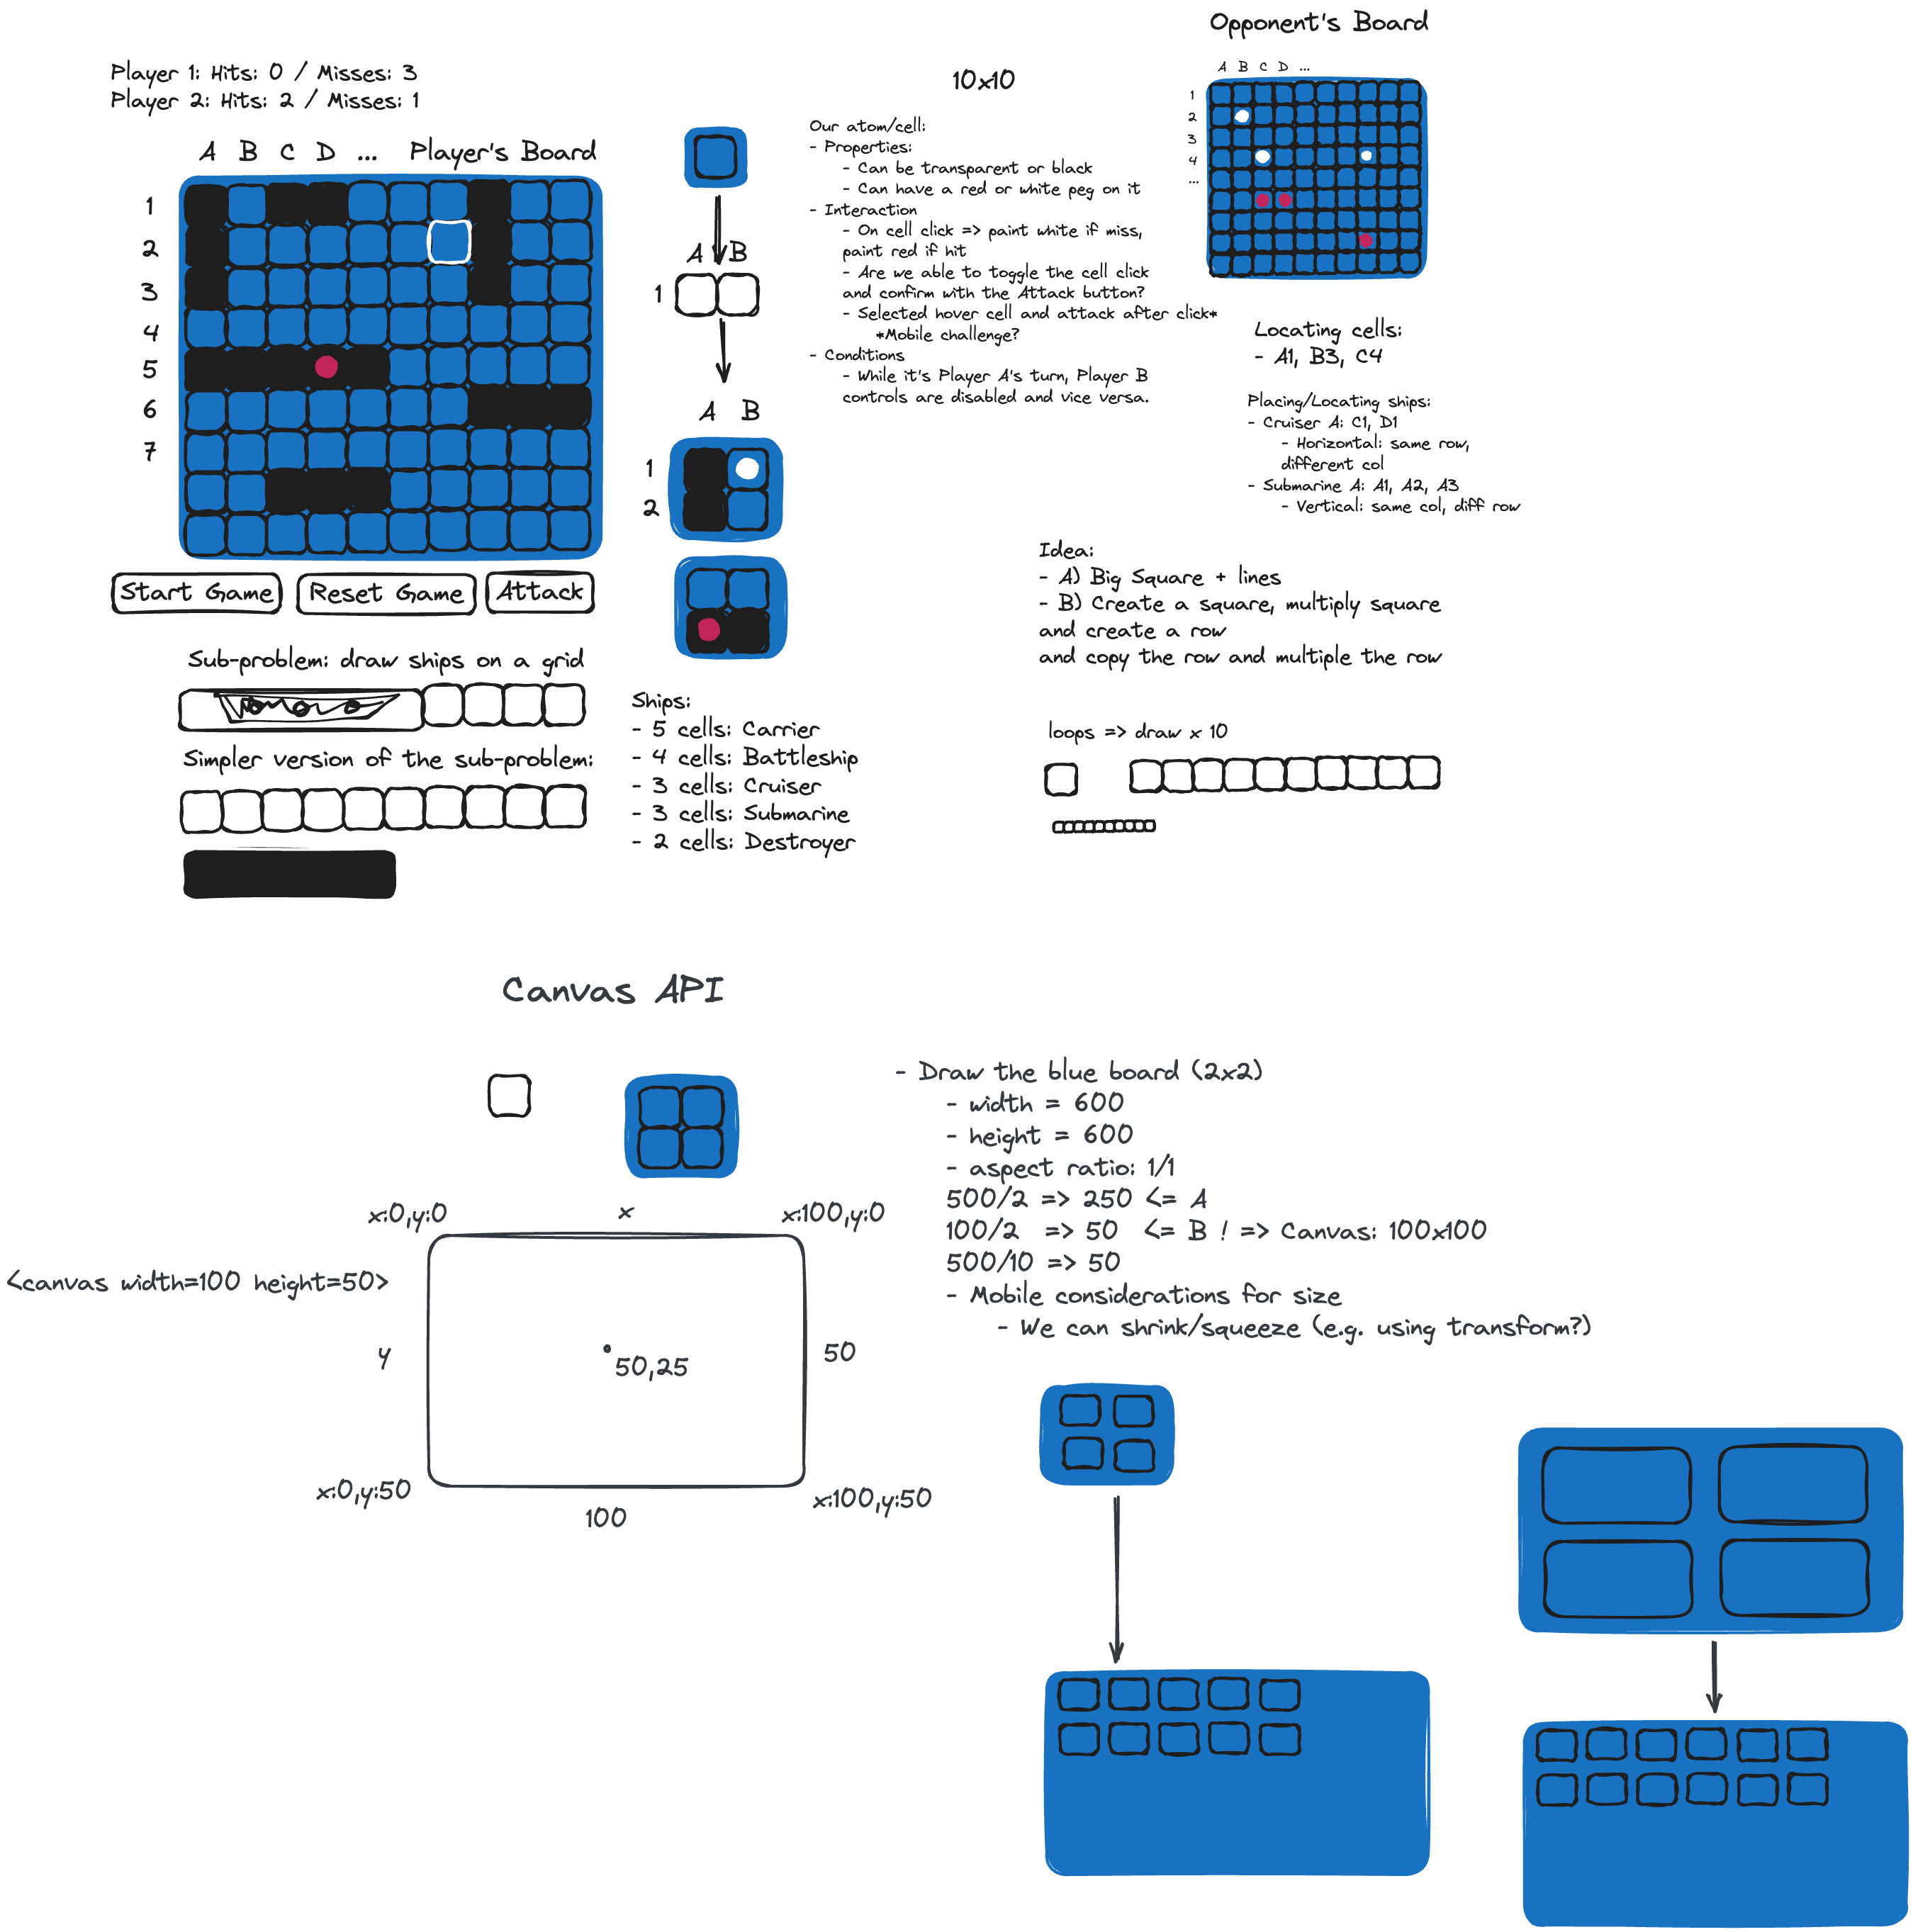 Opponent's Board
Player 1: Hits: 0 / Misses: 3
Player 2: Hits: 2 / Misses: 1
A B C D ... Player's Board
1
2
3
4
5
6
7
Start Game
Reset Game
Attack
Sub-problem: draw ships on a grid
Simpler version of the sub-problem:
A B
1
A B
1
2
Ships:
- 5 cells: Carrier
- 4 cells: Battleship
- 3 cells: Cruiser
- 3 cells: Submarine
- 2 cells: Destroyer
10x10
Our atom/cell:
- Properties:
- Can be transparent or black
- Can have a red or white peg on it
- Interaction
- On cell click => paint white if miss,
paint red if hit
- Are we able to toggle the cell click
and confirm with the Attack button?
- Selected hover cell and attack after click*
*Mobile challenge?
- Conditions
- While it's Player A's turn, Player B
controls are disabled and vice versa.
A B C D ...
1
2
3
4
...
Locating cells:
- A1, B3, C4
Placing/Locating ships:
- Cruiser A: C1, D1
- Horizontal: same row,
different col
- Submarine A: A1, A2, A3
- Vertical: same col, diff row
Idea:
- A) Big Square + lines
- B) Create a square, multiply square
and create a row
and copy the row and multiple the row
loops => draw x 10
Canvas API
x:0,y:0
x
x:100,y:0
<canvas width=100 height=50>
y
50,25
50
x:0,y:50
100
x:100,y:50
- Draw the blue board (2x2)
- width = 600
- height = 600
- aspect ratio: 1/1
500/2 => 250 <= A
100/2 => 50 <= B ! => Canvas: 100x100
500/10 => 50
- Mobile considerations for size
- We can shrink/squeeze (e.g. using transform?)